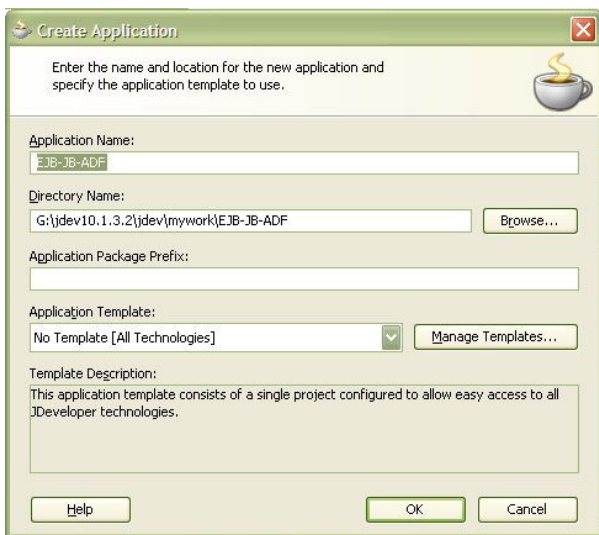 Create Application
Enter the name and location for the new application and
specify the application template to use.
Application Name:
EJB-JB-ADF
Directory Name:
G:\jdev10.1.3.2\jdev\mywork\EJB-JB-ADF
Browse...
Application Package Prefix:
Application Template:
No Template [All Technologies]
Manage Templates...
Template Description:
This application template consists of a single project configured to allow easy access to all
JDeveloper technologies.
Help
OK
Cancel